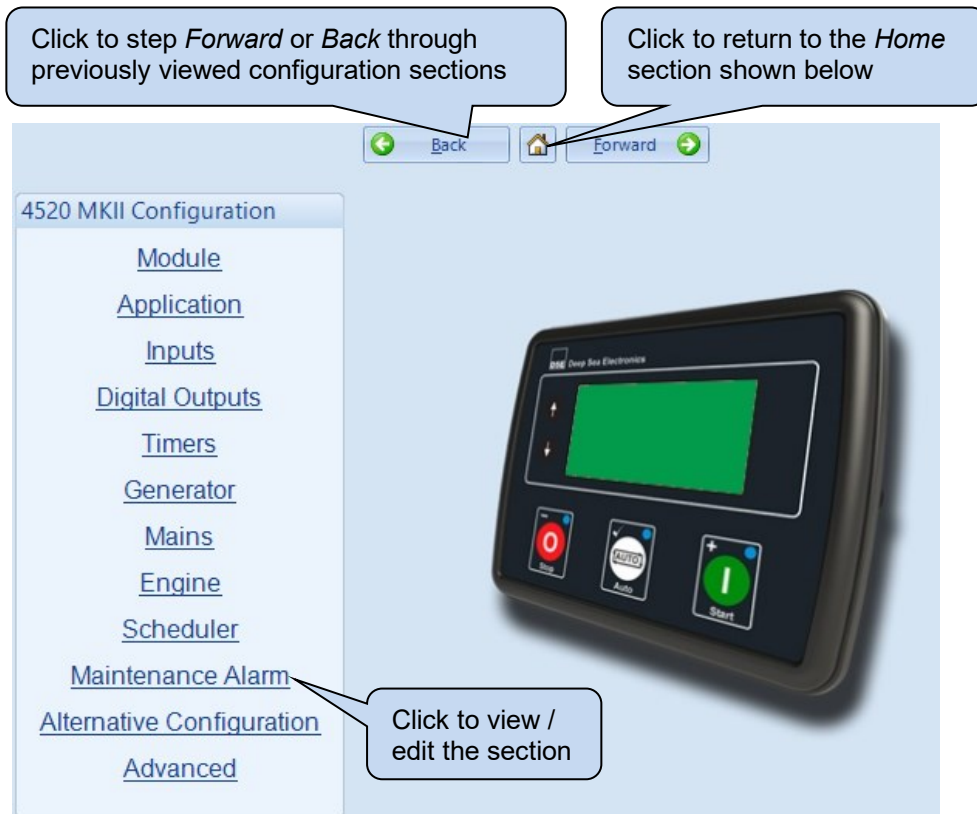 Click to step Forward or Back through
previously viewed configuration sections
Click to return to the Home
section shown below
Back
Forward
4520 MKII Configuration
Module
Application
Inputs
Digital Outputs
Timers
Generator
Mains
Engine
Scheduler
Maintenance Alarm
Alternative Configuration
Advanced
DSE Deep Sea Electronics
O
Stop
AUTO
Auto
I
Start
Click to view /
edit the section